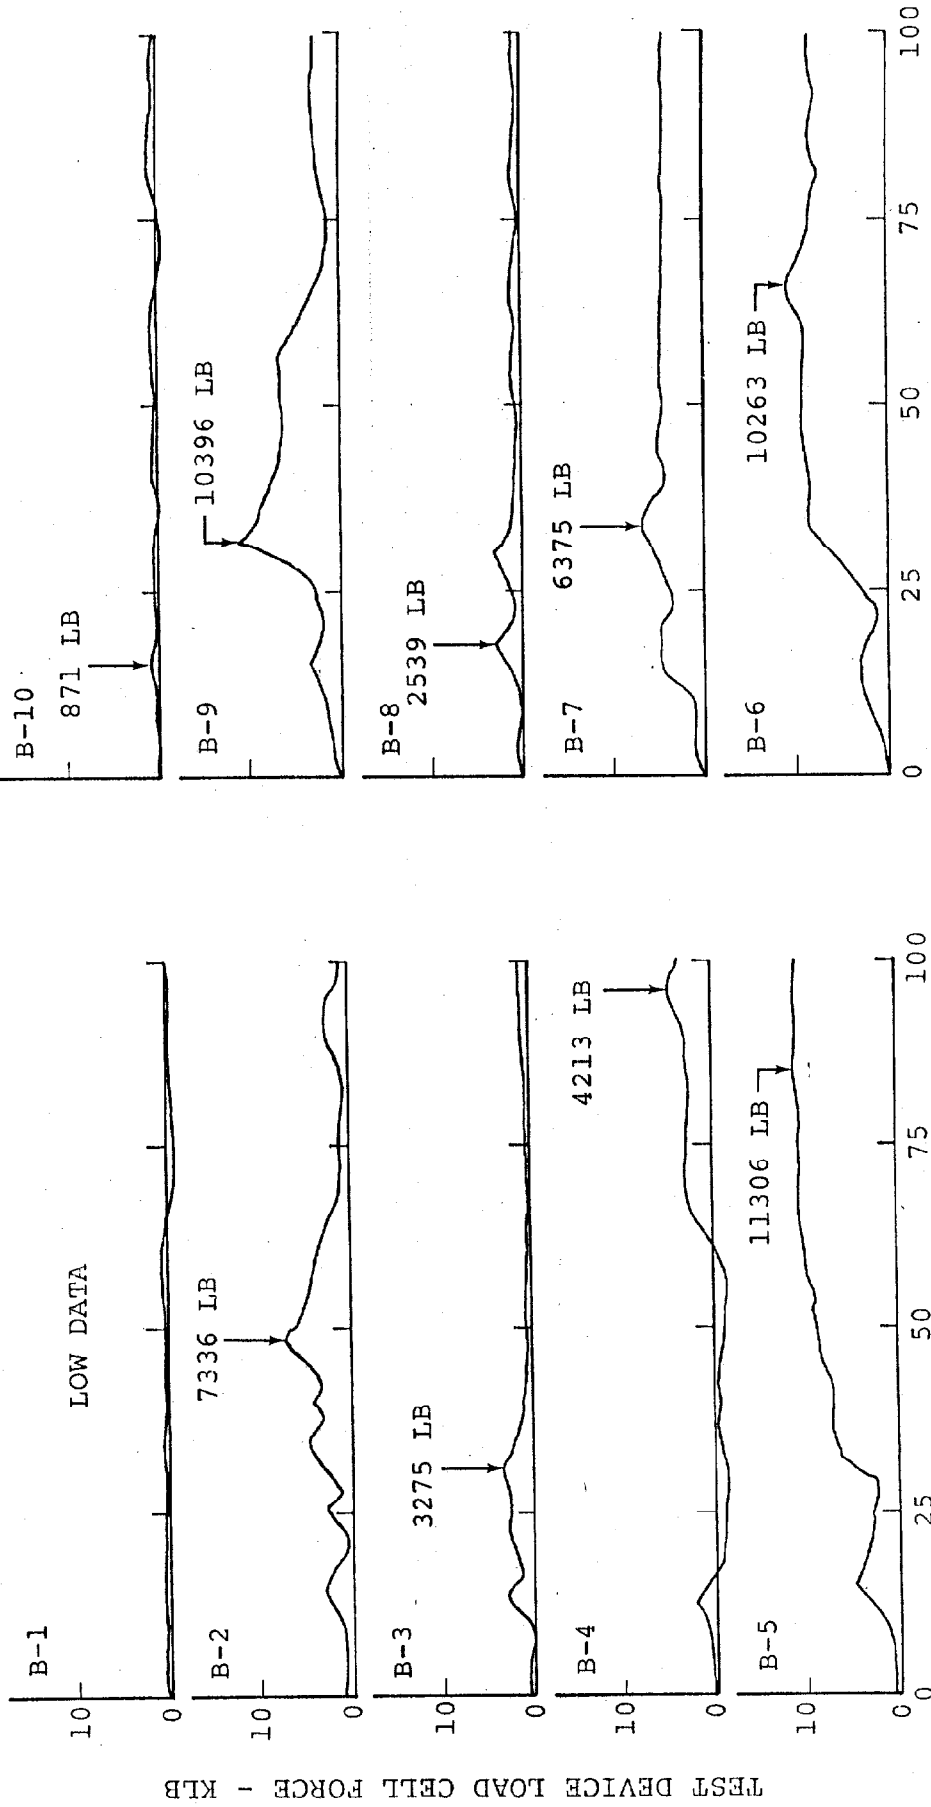 TEST DEVICE LOAD CELL FORCE - KLB
B-1
LOW DATA
10
0
B-2
7336 LB
10
0
B-3
3275 LB
10
0
B-4
4213 LB
10
0
B-5
11306 LB
10
0
0
25
50
75
100
B-10
871 LB
B-9
10396 LB
B-8
2539 LB
B-7
6375 LB
B-6
10263 LB
0
25
50
75
100